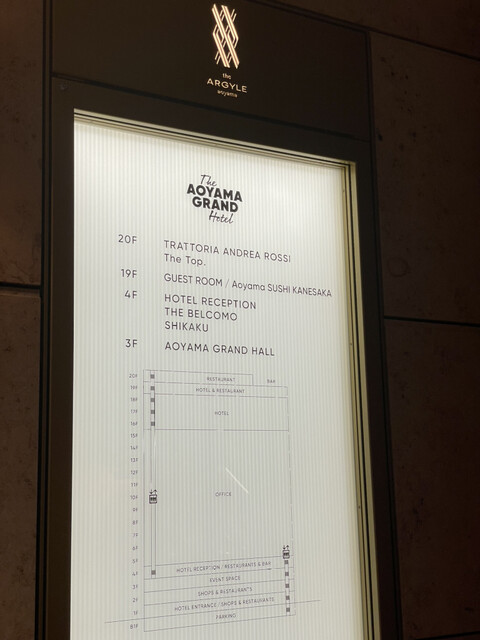 the
ARGYLE
aoyama
The
AOYAMA
GRAND
Hotel
20F TRATTORIA ANDREA ROSSI
The Top.
19F GUEST ROOM / Aoyama SUSHI KANESAKA
4F HOTEL RECEPTION
THE BELCOMO
SHIKAKU
3F AOYAMA GRAND HALL
20F RESTAURANT BAR
19F HOTEL & RESTAURANT
18F
17F HOTEL
16F
15F
14F
13F
12F
11F
10F OFFICE
9F
8F
7F
6F
5F
4F HOTEL RECEPTION / RESTAURANTS & BAR
3F EVENT SPACE
2F SHOPS & RESTAURANTS
1F HOTEL ENTRANCE / SHOPS & RESTAURANTS
B1F PARKING